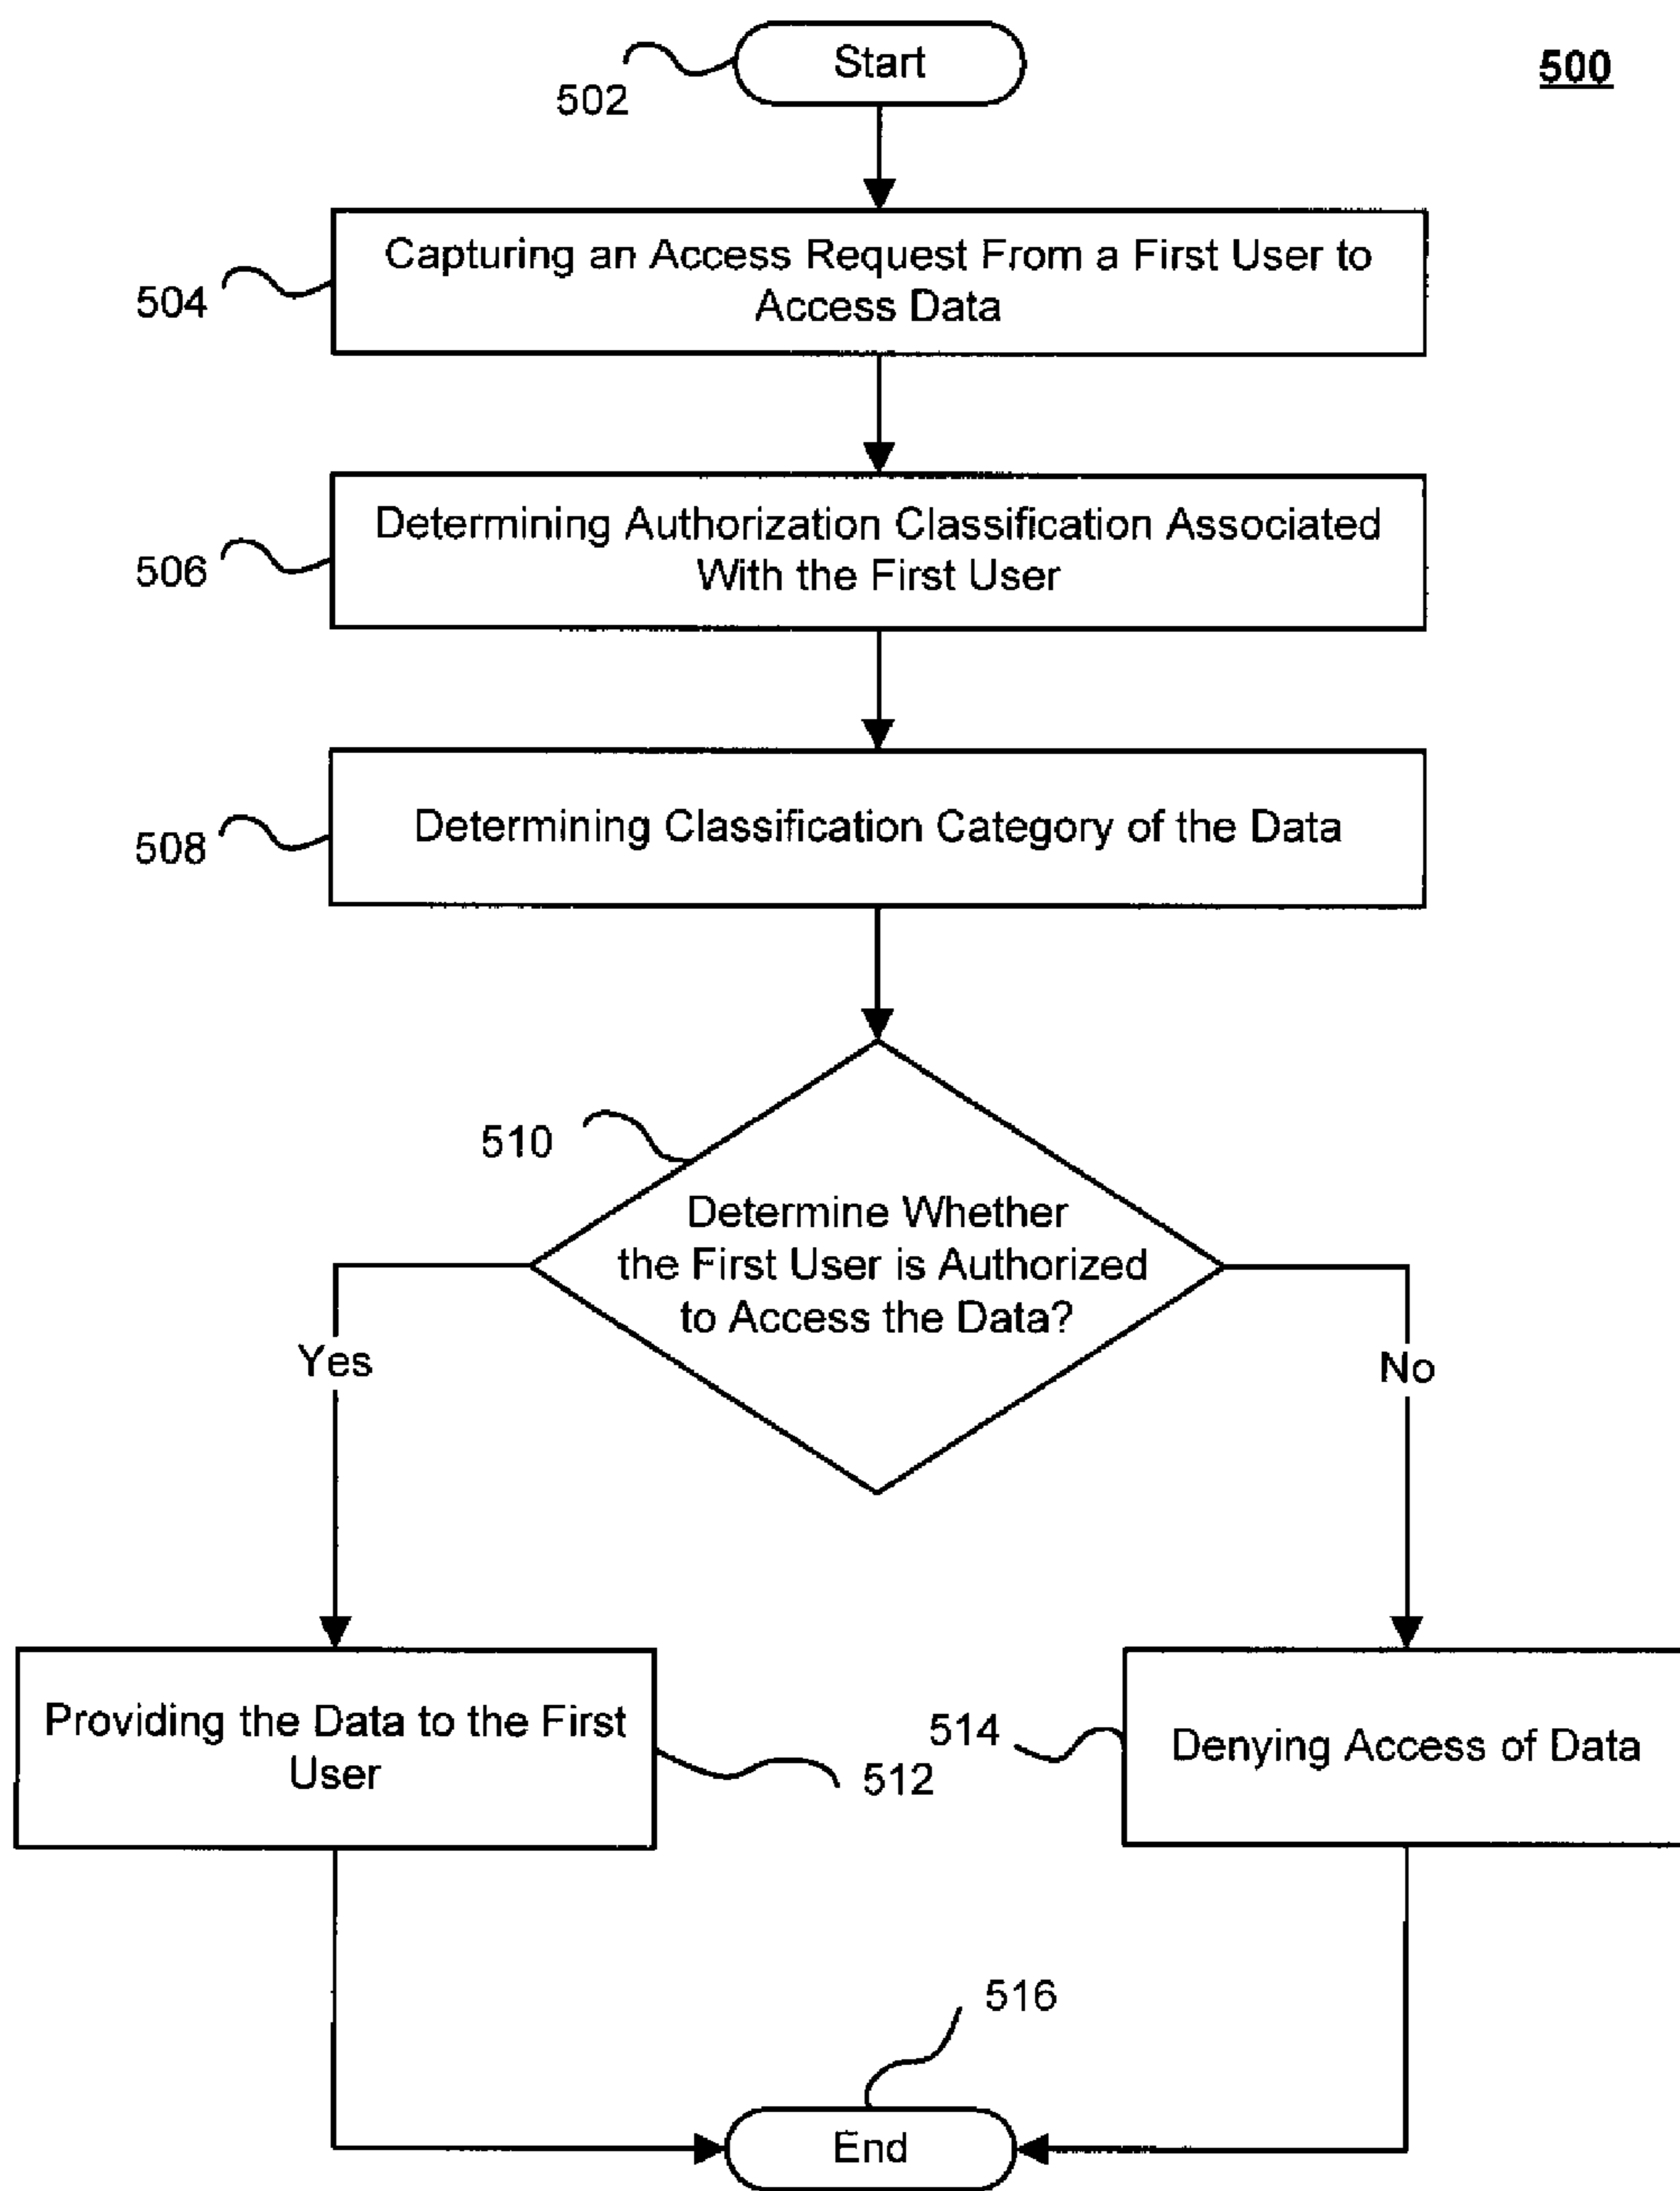 Start
500
502
Capturing an Access Request From a First User to
Access Data
504
Determining Authorization Classification Associated
With the First User
506
Determining Classification Category of the Data
508
510
Determine Whether
the First User is Authorized
to Access the Data?
Yes
No
Providing the Data to the First
User
512
514
Denying Access of Data
516
End